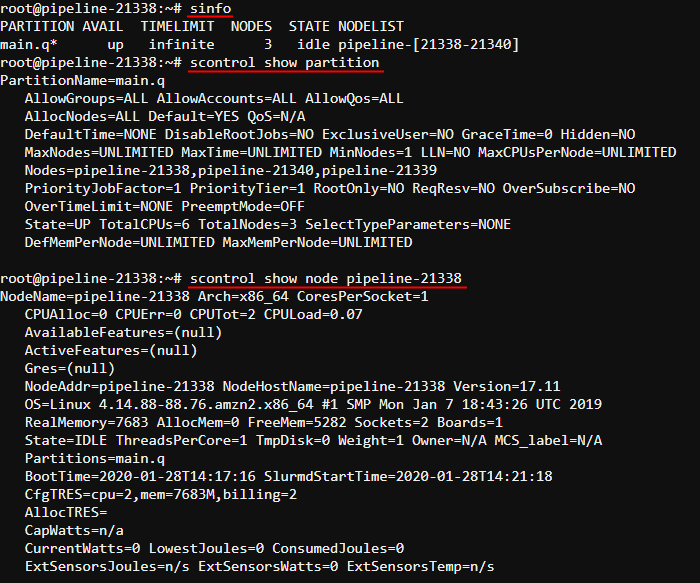 root@pipeline-21338:~# sinfo
PARTITION AVAIL  TIMELIMIT  NODES  STATE NODELIST
main.q*      up   infinite      3   idle pipeline-[21338-21340]
root@pipeline-21338:~# scontrol show partition
PartitionName=main.q
   AllowGroups=ALL AllowAccounts=ALL AllowQos=ALL
   AllocNodes=ALL Default=YES QoS=N/A
   DefaultTime=NONE DisableRootJobs=NO ExclusiveUser=NO GraceTime=0 Hidden=NO
   MaxNodes=UNLIMITED MaxTime=UNLIMITED MinNodes=1 LLN=NO MaxCPUsPerNode=UNLIMITED
   Nodes=pipeline-21338,pipeline-21340,pipeline-21339
   PriorityJobFactor=1 PriorityTier=1 RootOnly=NO ReqResv=NO OverSubscribe=NO
   OverTimeLimit=NONE PreemptMode=OFF
   State=UP TotalCPUs=6 TotalNodes=3 SelectTypeParameters=NONE
   DefMemPerNode=UNLIMITED MaxMemPerNode=UNLIMITED

root@pipeline-21338:~# scontrol show node pipeline-21338
NodeName=pipeline-21338 Arch=x86_64 CoresPerSocket=1
   CPUAlloc=0 CPUErr=0 CPUTot=2 CPULoad=0.07
   AvailableFeatures=(null)
   ActiveFeatures=(null)
   Gres=(null)
   NodeAddr=pipeline-21338 NodeHostName=pipeline-21338 Version=17.11
   OS=Linux 4.14.88-88.76.amzn2.x86_64 #1 SMP Mon Jan 7 18:43:26 UTC 2019
   RealMemory=7683 AllocMem=0 FreeMem=5282 Sockets=2 Boards=1
   State=IDLE ThreadsPerCore=1 TmpDisk=0 Weight=1 Owner=N/A MCS_label=N/A
   Partitions=main.q
   BootTime=2020-01-28T14:17:16 SlurmdStartTime=2020-01-28T14:21:18
   CfgTRES=cpu=2,mem=7683M,billing=2
   AllocTRES=
   CapWatts=n/a
   CurrentWatts=0 LowestJoules=0 ConsumedJoules=0
   ExtSensorsJoules=n/s ExtSensorsWatts=0 ExtSensorsTemp=n/s